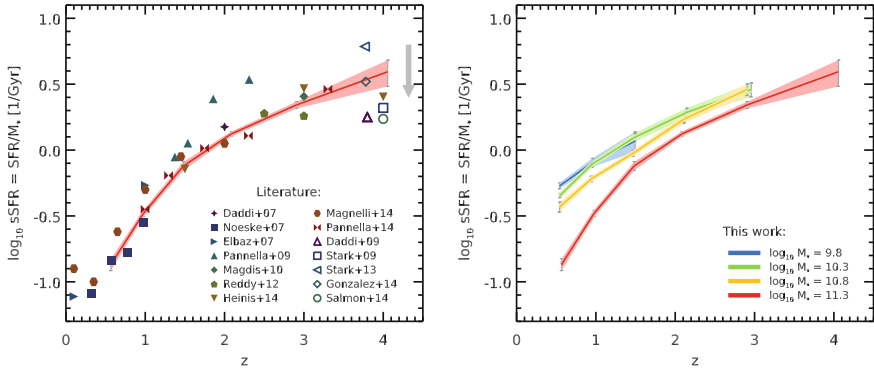 1.0
0.5
0.0
-0.5
-1.0
log₁₀ sSFR = SFR/M⋆ [1/Gyr]
Literature:
Daddi+07
Noeske+07
Elbaz+07
Pannella+09
Magdis+10
Reddy+12
Heinis+14
Magnelli+14
Pannella+14
Daddi+09
Stark+09
Stark+13
Gonzalez+14
Salmon+14
0 1 2 3 4
z
1.0
0.5
0.0
-0.5
-1.0
log₁₀ sSFR = SFR/M⋆ [1/Gyr]
This work:
log₁₀ M⋆ = 9.8
log₁₀ M⋆ = 10.3
log₁₀ M⋆ = 10.8
log₁₀ M⋆ = 11.3
0 1 2 3 4
z